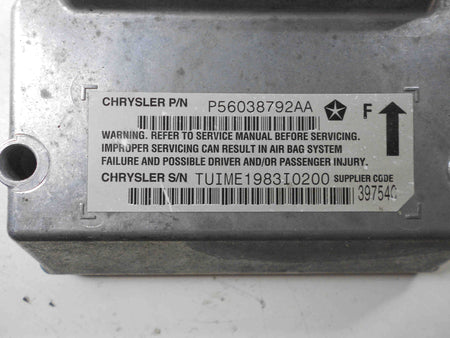 CHRYSLER P/N P56038792AA F
WARNING. REFER TO SERVICE MANUAL BEFORE SERVICING.
IMPROPER SERVICING CAN RESULT IN AIR BAG SYSTEM
FAILURE AND POSSIBLE DRIVER AND/OR PASSENGER INJURY.
CHRYSLER S/N TUIME1983I0200 SUPPLIER CODE
39754C